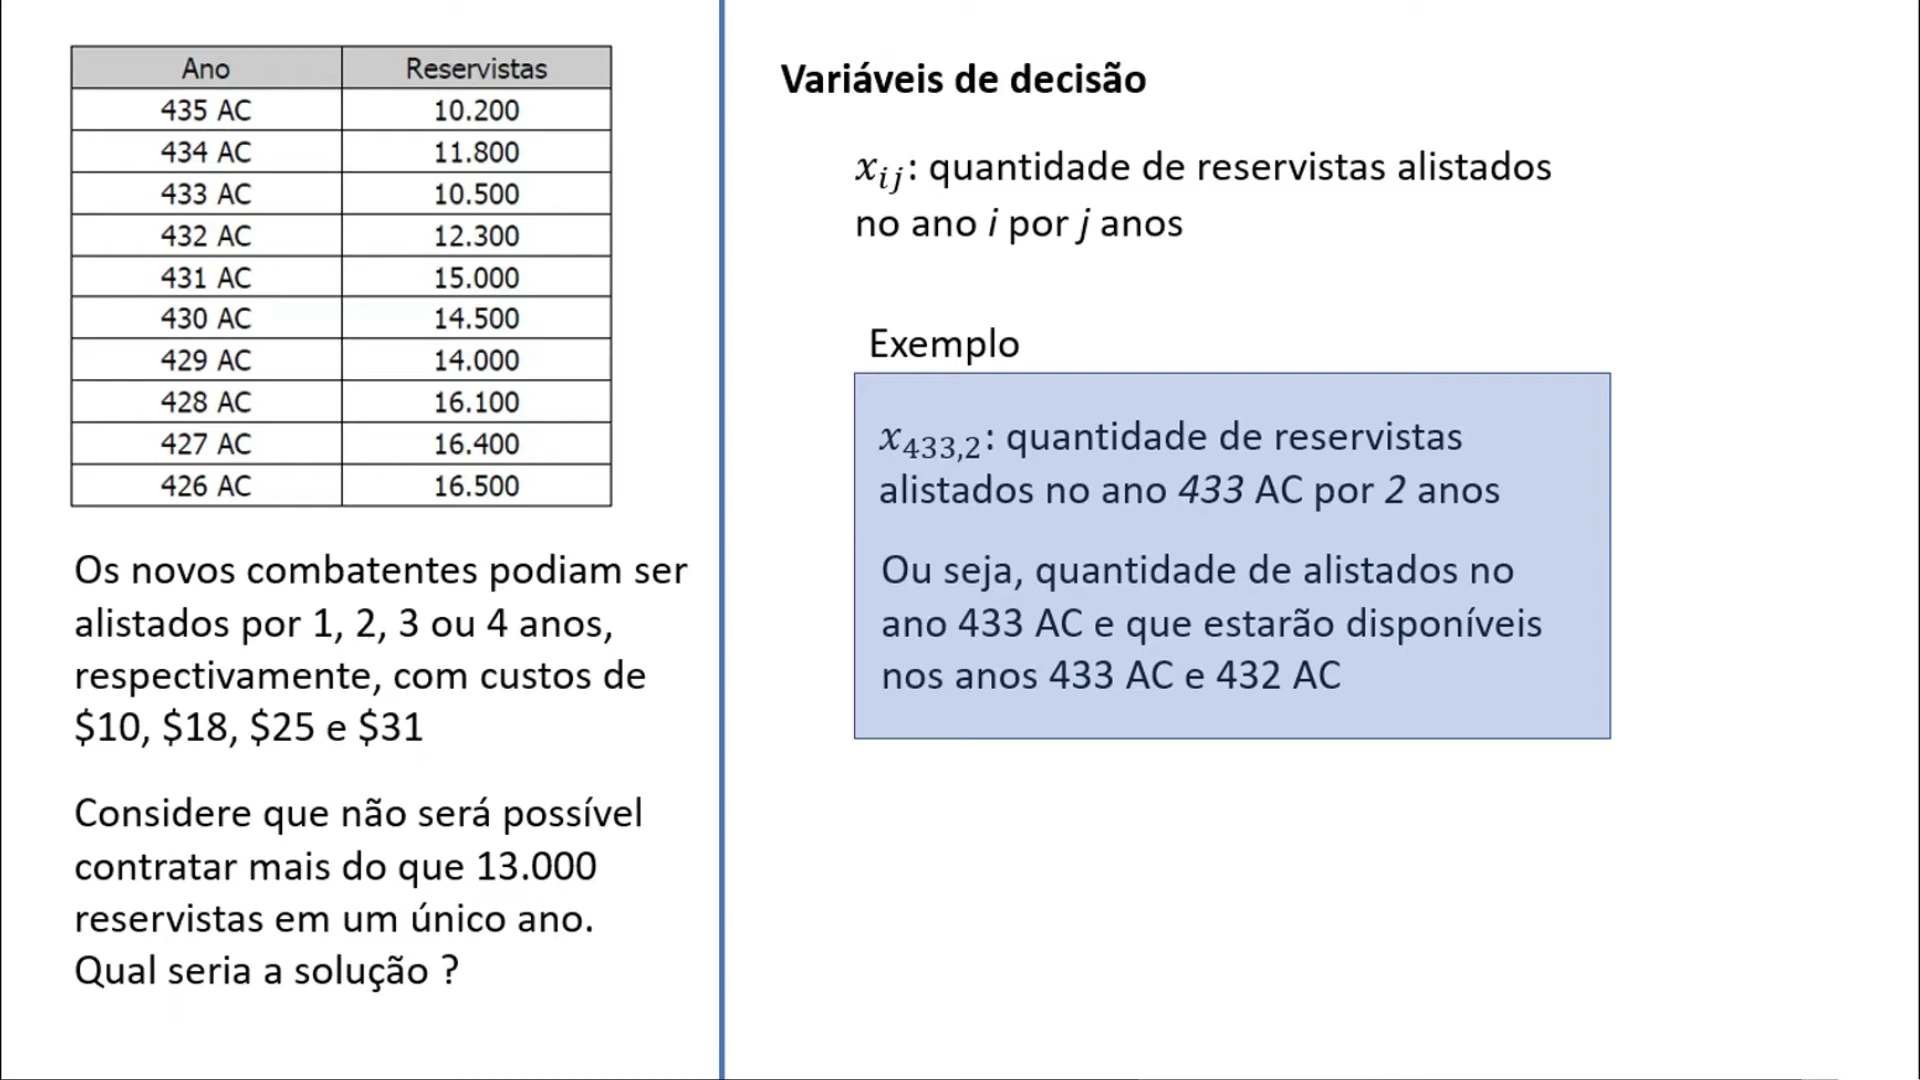 Ano Reservistas
435 AC 10.200
434 AC 11.800
433 AC 10.500
432 AC 12.300
431 AC 15.000
430 AC 14.500
429 AC 14.000
428 AC 16.100
427 AC 16.400
426 AC 16.500
Os novos combatentes podiam ser
alistados por 1, 2, 3 ou 4 anos,
respectivamente, com custos de
$10, $18, $25 e $31
Considere que não será possível
contratar mais do que 13.000
reservistas em um único ano.
Qual seria a solução ?
Variáveis de decisão
x_{ij}: quantidade de reservistas alistados
no ano i por j anos
Exemplo
x_{433,2}: quantidade de reservistas
alistados no ano 433 AC por 2 anos
Ou seja, quantidade de alistados no
ano 433 AC e que estarão disponíveis
nos anos 433 AC e 432 AC